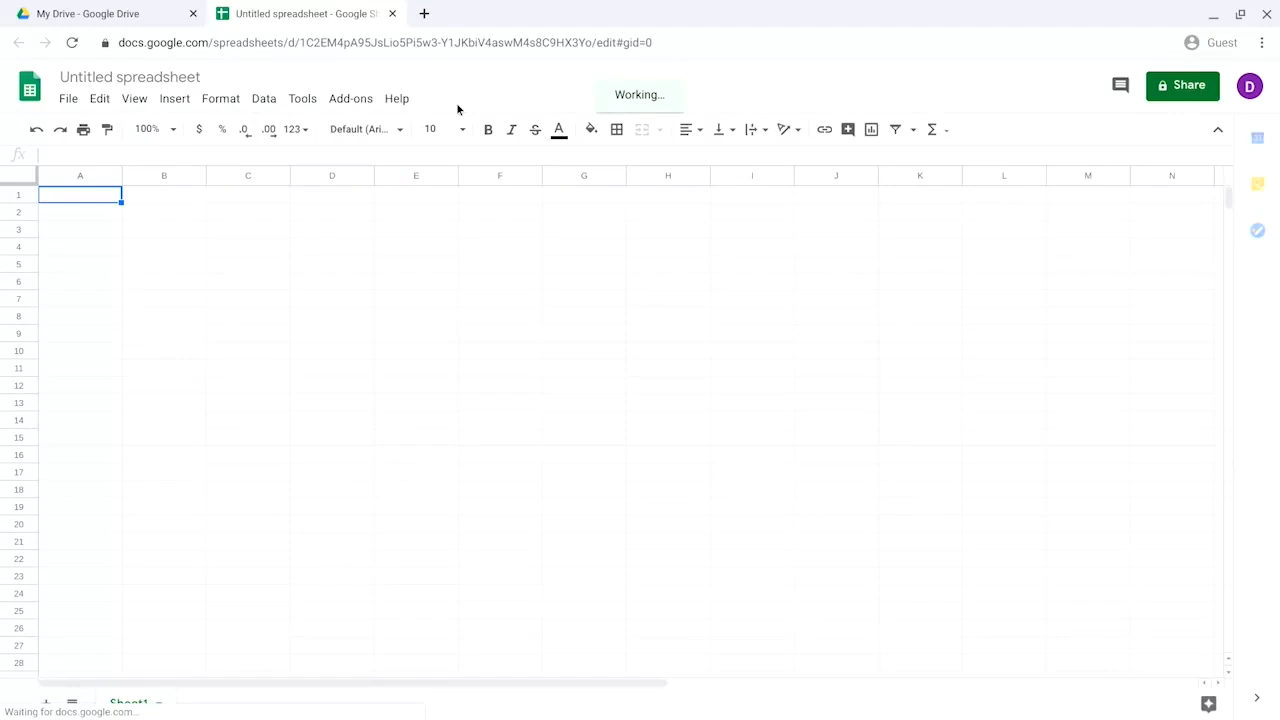 My Drive - Google Drive
Untitled spreadsheet - Google S
docs.google.com/spreadsheets/d/1C2EM4pA95JsLio5Pi5w3-Y1JKbiV4aswM4s8C9HX3Yo/edit#gid=0
Guest
Untitled spreadsheet
File Edit View Insert Format Data Tools Add-ons Help
Working...
Share
D
100% $ % .0 .00 123 Default (Ari... 10 B I S A Σ
fx
A B C D E F G H I J K L M N
1
2
3
4
5
6
7
8
9
10
11
12
13
14
15
16
17
18
19
20
21
22
23
24
25
26
27
28
Sheet1
Waiting for docs.google.com...